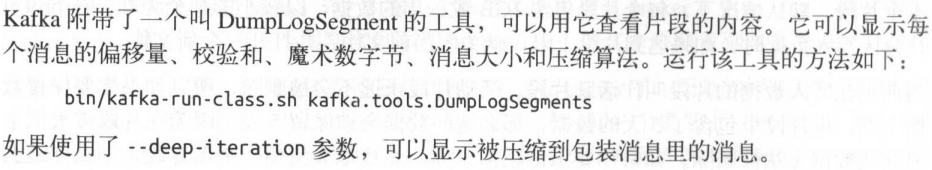 Kafka 附带了一个叫 DumpLogSegment 的工具，可以用它查看片段的内容。它可以显示每
个消息的偏移量、校验和、魔术数字节、消息大小和压缩算法。运行该工具的方法如下：
bin/kafka-run-class.sh kafka.tools.DumpLogSegments
如果使用了 --deep-iteration 参数，可以显示被压缩到包装消息里的消息。